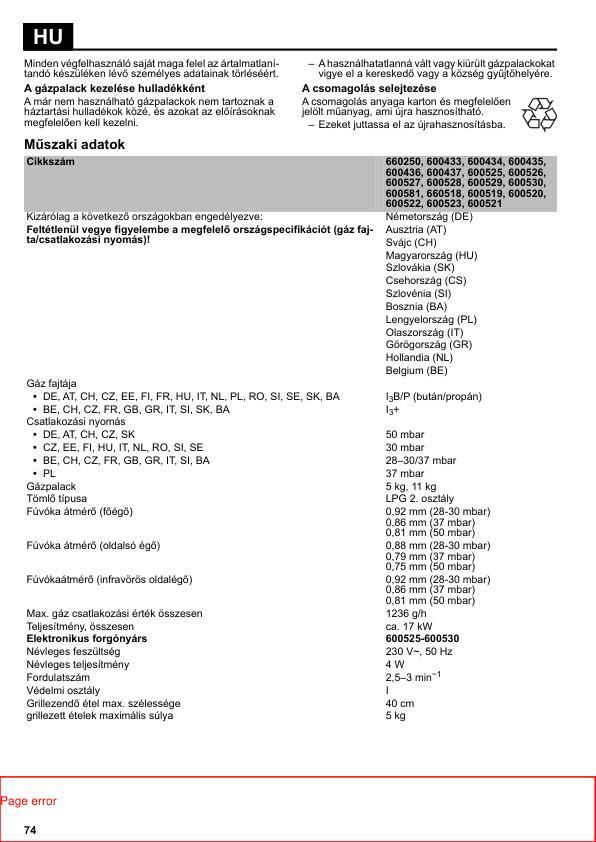 HU
Minden végfelhasználó saját maga felel az ártalmatlaní-
tandó készüléken lévő személyes adatainak törléséért.
A gázpalack kezelése hulladékként
A már nem használható gázpalackok nem tartoznak a
háztartási hulladékok közé, és azokat az előírásoknak
megfelelően kell kezelni.
– A használhatatlanná vált vagy kiürült gázpalackokat
vigye el a kereskedő vagy a község gyűjtőhelyére.
A csomagolás selejtezése
A csomagolás anyaga karton és megfelelően
jelölt műanyag, ami újra hasznosítható.
– Ezeket juttassa el az újrahasznosításba.
Műszaki adatok
Cikkszám 660250, 600433, 600434, 600435,
600436, 600437, 600525, 600526,
600527, 600528, 600529, 600530,
600581, 660518, 600519, 600520,
600522, 600523, 600521
Kizárólag a következő országokban engedélyezve: Németország (DE)
Feltétlenül vegye figyelembe a megfelelő országspecifikációt (gáz faj-
ta/csatlakozási nyomás)!
Ausztria (AT)
Svájc (CH)
Magyarország (HU)
Szlovákia (SK)
Csehország (CS)
Szlovénia (SI)
Bosznia (BA)
Lengyelország (PL)
Olaszország (IT)
Görögország (GR)
Hollandia (NL)
Belgium (BE)
Gáz fajtája
• DE, AT, CH, CZ, EE, FI, FR, HU, IT, NL, PL, RO, SI, SE, SK, BA I3B/P (bután/propán)
• BE, CH, CZ, FR, GB, GR, IT, SI, SK, BA I3+
Csatlakozási nyomás
• DE, AT, CH, CZ, SK 50 mbar
• CZ, EE, FI, HU, IT, NL, RO, SI, SE 30 mbar
• BE, CH, CZ, FR, GB, GR, IT, SI, BA 28–30/37 mbar
• PL 37 mbar
Gázpalack 5 kg, 11 kg
Tömlő típusa LPG 2. osztály
Fúvóka átmérő (főégő) 0,92 mm (28-30 mbar)
0,86 mm (37 mbar)
0,81 mm (50 mbar)
Fúvóka átmérő (oldalsó égő) 0,88 mm (28-30 mbar)
0,79 mm (37 mbar)
0,75 mm (50 mbar)
Fúvókaátmérő (infravörös oldalégő) 0,92 mm (28-30 mbar)
0,86 mm (37 mbar)
0,81 mm (50 mbar)
Max. gáz csatlakozási érték összesen 1236 g/h
Teljesítmény, összesen ca. 17 kW
Elektronikus forgónyárs 600525-600530
Névleges feszültség 230 V~, 50 Hz
Névleges teljesítmény 4 W
Fordulatszám 2,5–3 min⁻¹
Védelmi osztály I
Grillezendő étel max. szélessége 40 cm
grillezett ételek maximális súlya 5 kg
Page error
74